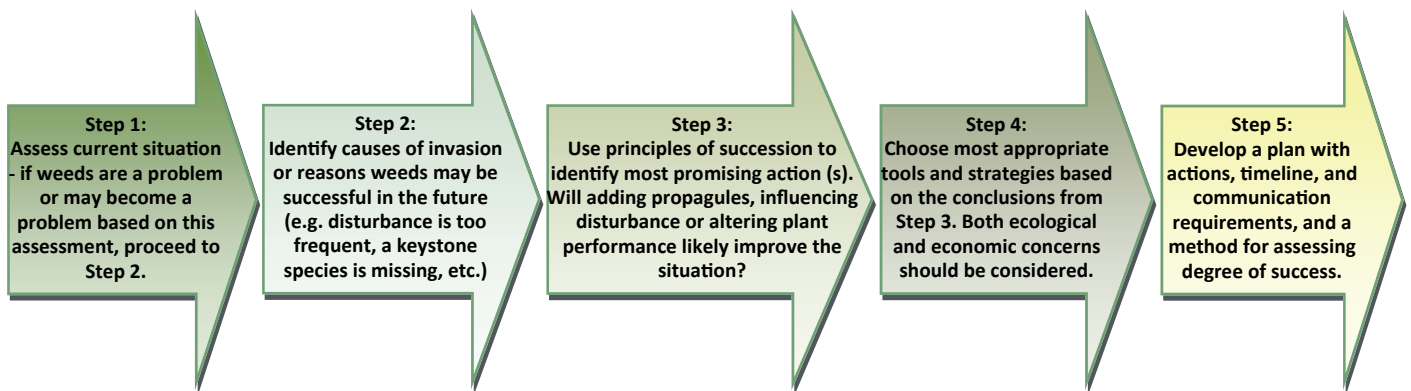 Step 1:
Assess current situation
- if weeds are a problem
or may become a
problem based on this
assessment, proceed to
Step 2.
Step 2:
Identify causes of invasion
or reasons weeds may be
successful in the future
(e.g. disturbance is too
frequent, a keystone
species is missing, etc.)
Step 3:
Use principles of succession to
identify most promising action (s).
Will adding propagules, influencing
disturbance or altering plant
performance likely improve the
situation?
Step 4:
Choose most appropriate
tools and strategies based
on the conclusions from
Step 3. Both ecological
and economic concerns
should be considered.
Step 5:
Develop a plan with
actions, timeline, and
communication
requirements, and a
method for assessing
degree of success.